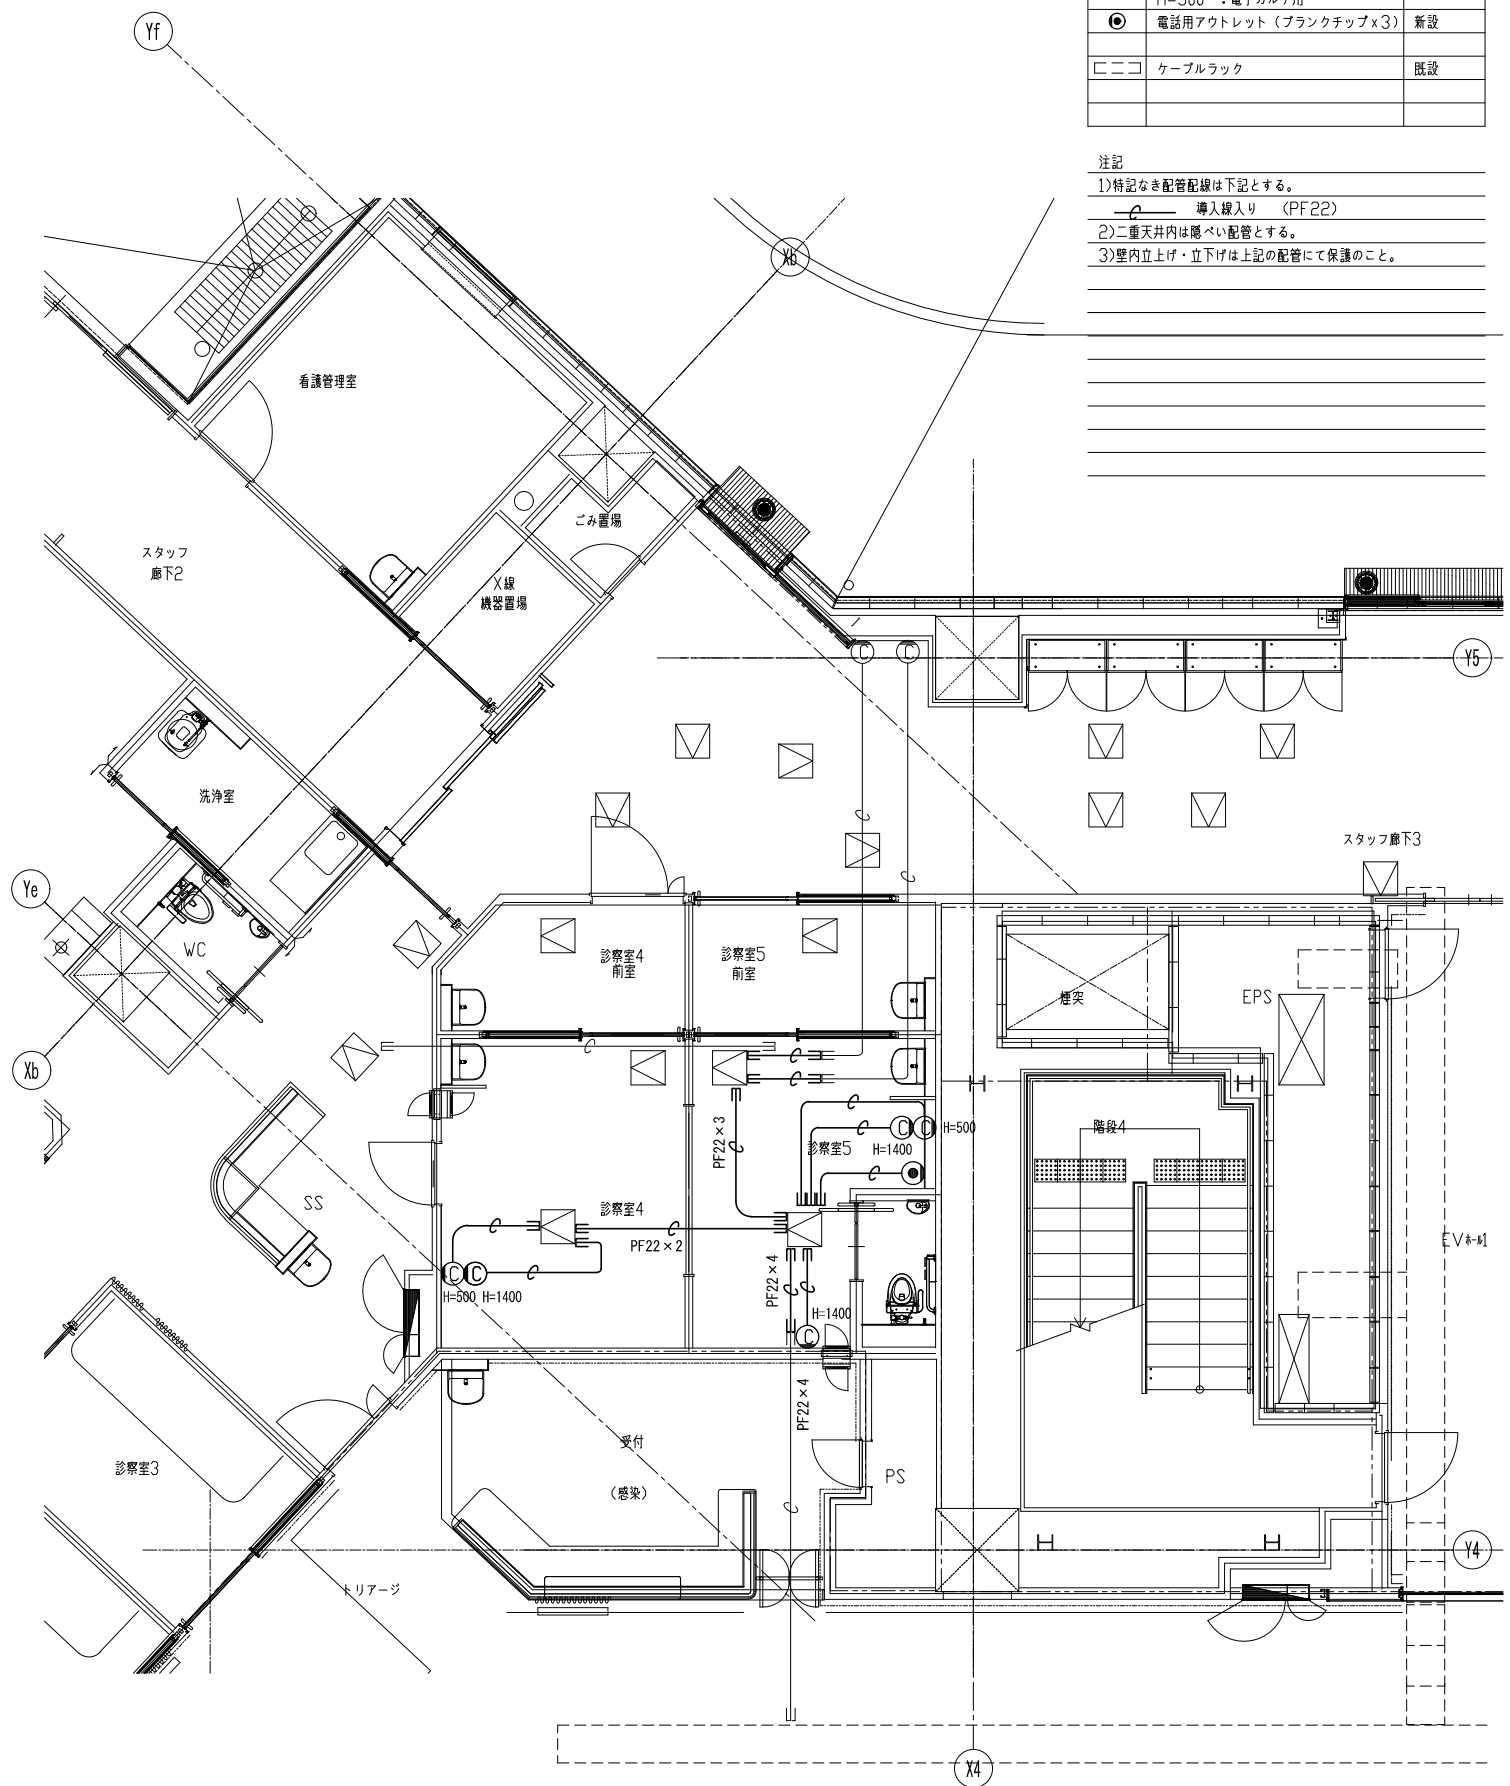 電話用アウトレット（ブランクチップx3） 新設
ケーブルラック 既設
注記
1)特記なき配管配線は下記とする。
導入線入り （PF22）
2)二重天井内は隠ぺい配管とする。
3)壁内立上げ・立下げは上記の配管にて保護のこと。
Yf
Xb
看護管理室
ごみ置場
スタッフ
廊下2
X線
機器置場
C C
Y5
洗浄室
スタッフ廊下3
Ye
WC
診察室4
前室
診察室5
前室
煙突
EPS
Xb
PF22×3
C C H=500
診察室5 H=1400
階段4
SS
診察室4
PF22×2
EVホール1
C C
H=500 H=1400
PF22×4
H=1400
C
PF22×4
受付
（感染）
診察室3
PS
Y4
トリアージ
X4